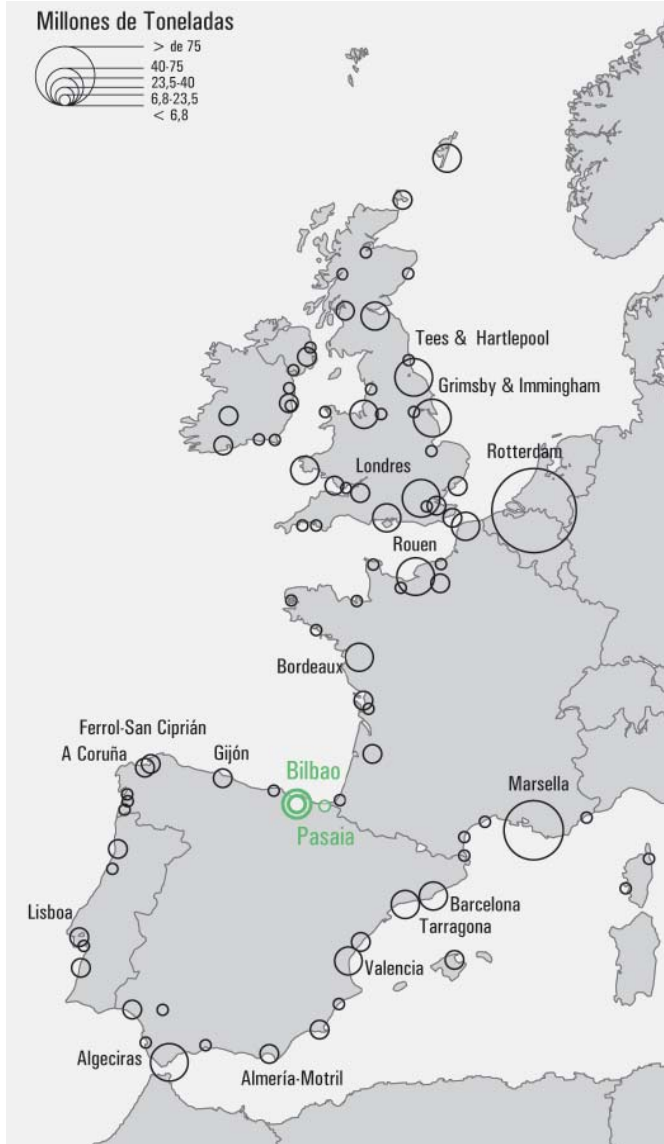 Millones de Toneladas
> de 75
40-75
23,5-40
6,8-23,5
< 6,8
Tees & Hartlepool
Grimsby & Immingham
Londres
Rotterdam
Rouen
Bordeaux
Ferrol-San Ciprián
A Coruña
Gijón
Bilbao
Pasaia
Marsella
Lisboa
Barcelona
Tarragona
Valencia
Algeciras
Almería-Motril